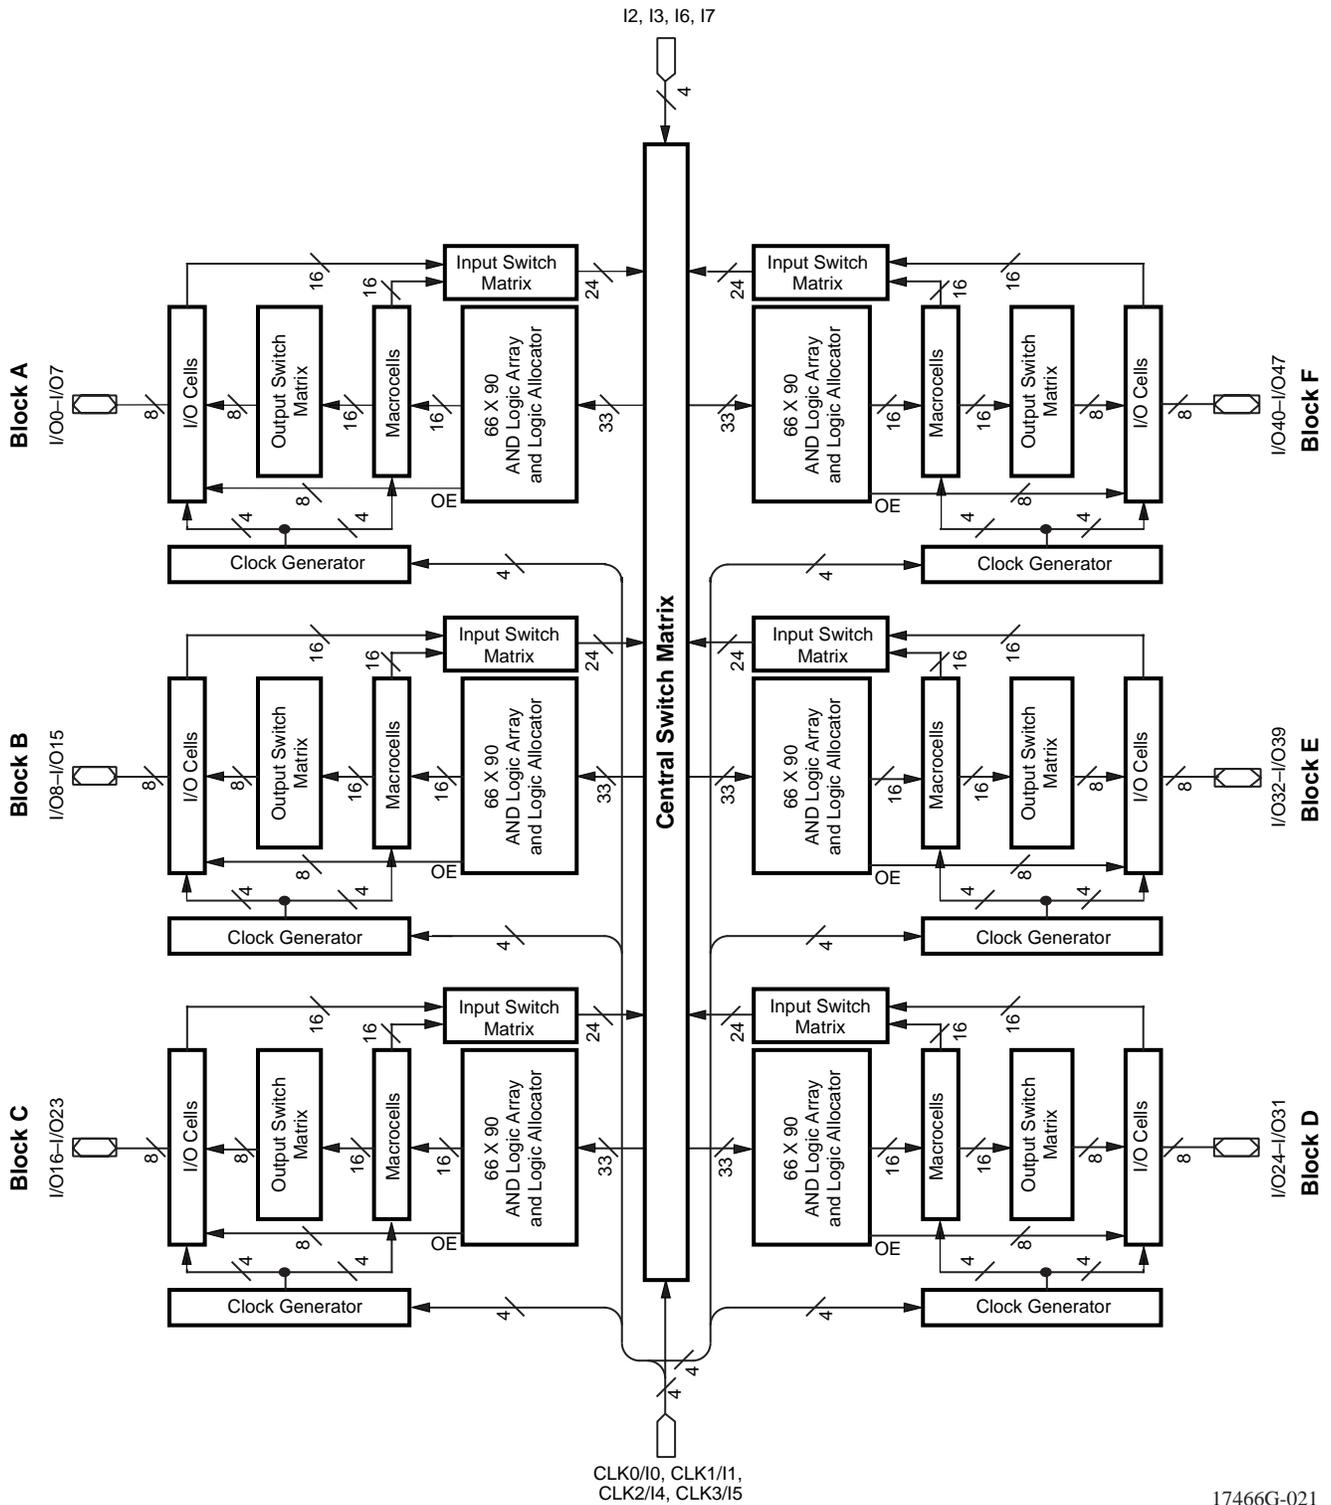 I2, I3, I6, I7
4
Block A
I/O0–I/O7
8
I/O Cells
8
Output Switch
Matrix
16
Macrocells
16
66 X 90
AND Logic Array
and Logic Allocator
33
16
16
Input Switch
Matrix
24
8
OE
4
4
Clock Generator
4
Block F
I/O40–I/O47
8
I/O Cells
8
Output Switch
Matrix
16
Macrocells
16
66 X 90
AND Logic Array
and Logic Allocator
33
16
16
Input Switch
Matrix
24
8
OE
4
4
Clock Generator
4
Central Switch Matrix
Block B
I/O8–I/O15
8
I/O Cells
8
Output Switch
Matrix
16
Macrocells
16
66 X 90
AND Logic Array
and Logic Allocator
33
16
16
Input Switch
Matrix
24
8
OE
4
4
Clock Generator
4
Block E
I/O32–I/O39
8
I/O Cells
8
Output Switch
Matrix
16
Macrocells
16
66 X 90
AND Logic Array
and Logic Allocator
33
16
16
Input Switch
Matrix
24
8
OE
4
4
Clock Generator
4
Block C
I/O16–I/O23
8
I/O Cells
8
Output Switch
Matrix
16
Macrocells
16
66 X 90
AND Logic Array
and Logic Allocator
33
16
16
Input Switch
Matrix
24
8
OE
4
4
Clock Generator
4
Block D
I/O24–I/O31
8
I/O Cells
8
Output Switch
Matrix
16
Macrocells
16
66 X 90
AND Logic Array
and Logic Allocator
33
16
16
Input Switch
Matrix
24
8
OE
4
4
Clock Generator
4
4
4
CLK0/I0, CLK1/I1,
CLK2/I4, CLK3/I5
17466G-021